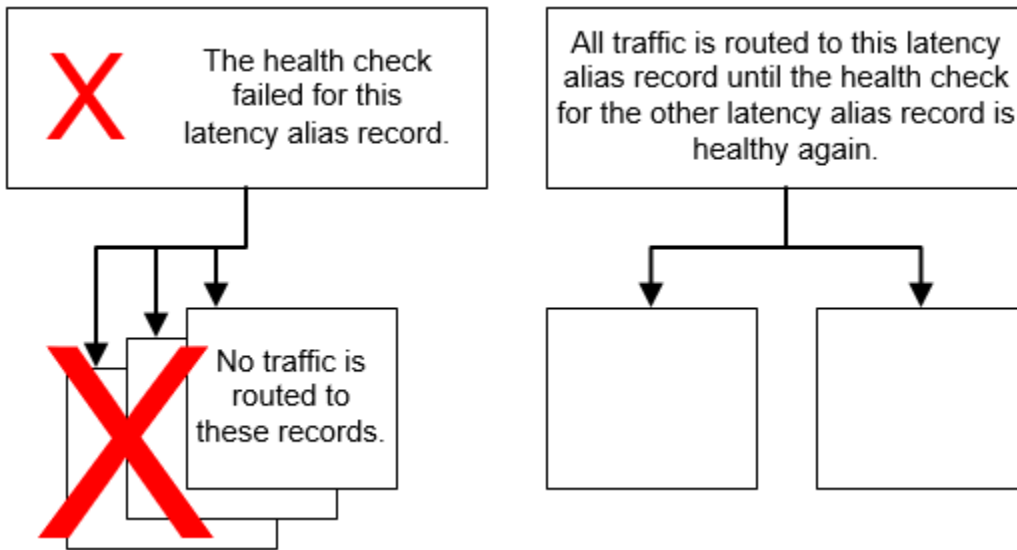 The health check
failed for this
latency alias record.
All traffic is routed to this latency
alias record until the health check
for the other latency alias record is
healthy again.
No traffic is
routed to
these records.